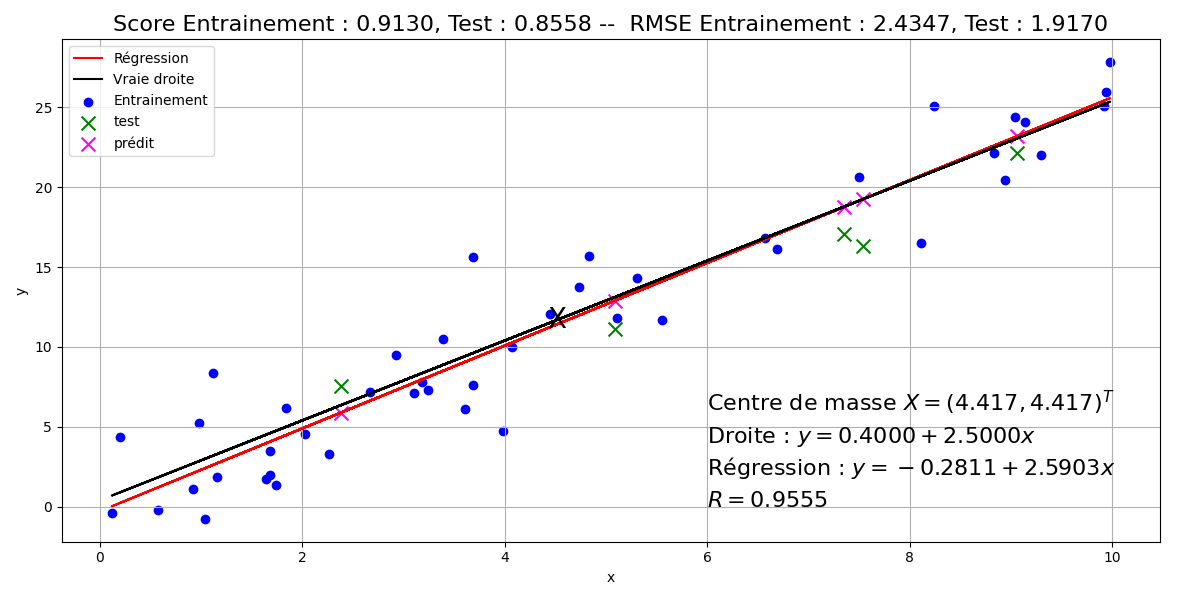 Score Entrainement : 0.9130, Test : 0.8558 -- RMSE Entrainement : 2.4347, Test : 1.9170
Régression
Vraie droite
Entrainement
test
prédit
25
20
15
10
5
0
y
X
Centre de masse X = (4.417, 4.417)^T
Droite : y = 0.4000 + 2.5000x
Régression : y = −0.2811 + 2.5903x
R = 0.9555
0 2 4 6 8 10
x